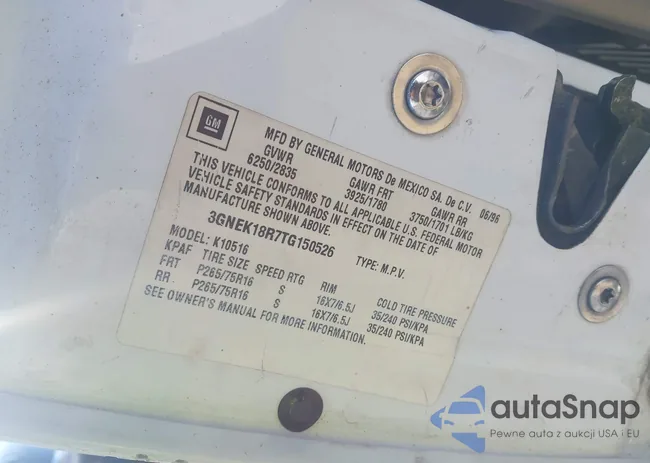 GM
MFD BY GENERAL MOTORS De MEXICO SA. De C.V. 06/96
GVWR GAWR FRT GAWR RR
6250/2835 3925/1780 3750/1701 LB/KG
THIS VEHICLE CONFORMS TO ALL APPLICABLE U.S. FEDERAL MOTOR
VEHICLE SAFETY STANDARDS IN EFFECT ON THE DATE OF
MANUFACTURE SHOWN ABOVE.
3GNEK18R7TG150526 TYPE: M.P.V.
MODEL: K10516
KPAF TIRE SIZE SPEED RTG RIM COLD TIRE PRESSURE
FRT P265/75R16 S 16X7/6.5J 35/240 PSI/KPA
RR P265/75R16 S 16X7/6.5J 35/240 PSI/KPA
SEE OWNER'S MANUAL FOR MORE INFORMATION.
autaSnap
Pewne auta z aukcji USA i EU